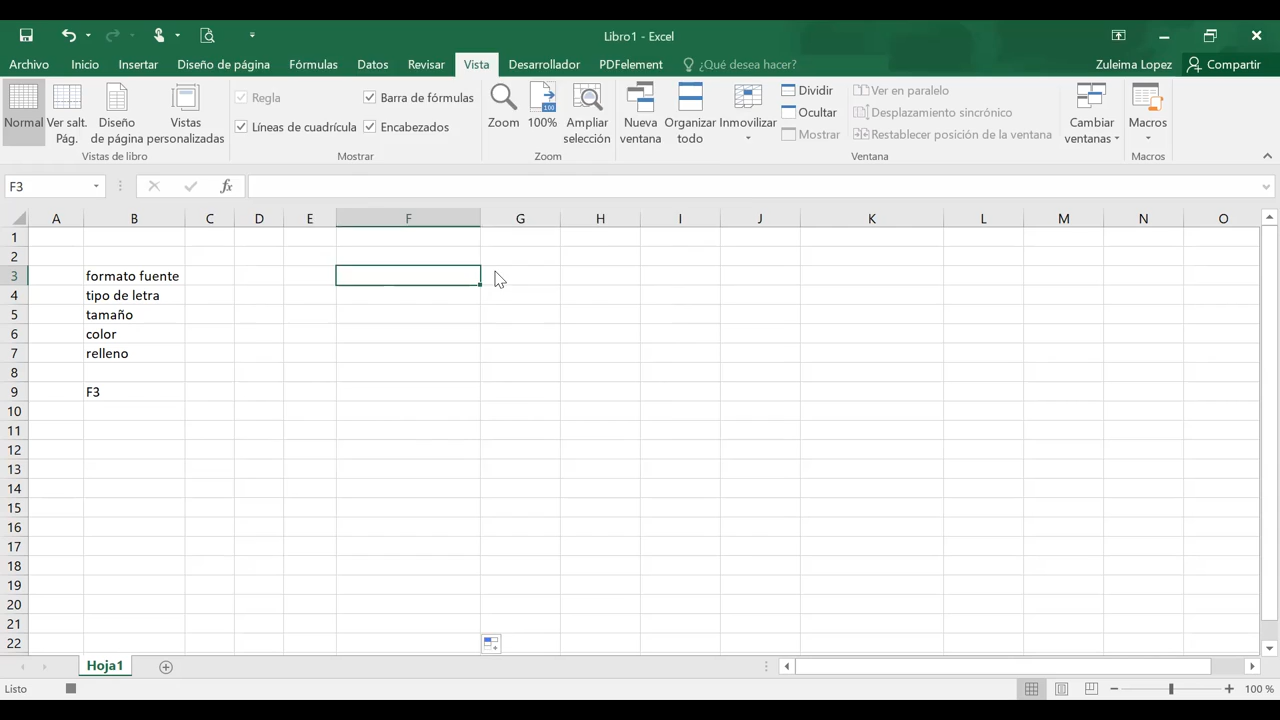 Libro1 - Excel
Archivo Inicio Insertar Diseño de página Fórmulas Datos Revisar Vista Desarrollador PDFelement ¿Qué desea hacer? Zuleima Lopez Compartir
Normal Ver salt. Pág. Diseño de página Vistas personalizadas
Vistas de libro
Regla Barra de fórmulas
Líneas de cuadrícula Encabezados
Mostrar
Zoom 100% Ampliar selección
Zoom
Nueva ventana Organizar todo Inmovilizar
Dividir Ver en paralelo
Ocultar Desplazamiento sincrónico
Mostrar Restablecer posición de la ventana
Cambiar ventanas
Ventana
Macros
Macros
F3 fx
A B C D E F G H I J K L M N O
1
2
3 formato fuente
4 tipo de letra
5 tamaño
6 color
7 relleno
8
9 F3
10
11
12
13
14
15
16
17
18
19
20
21
22
Hoja1
Listo 100 %